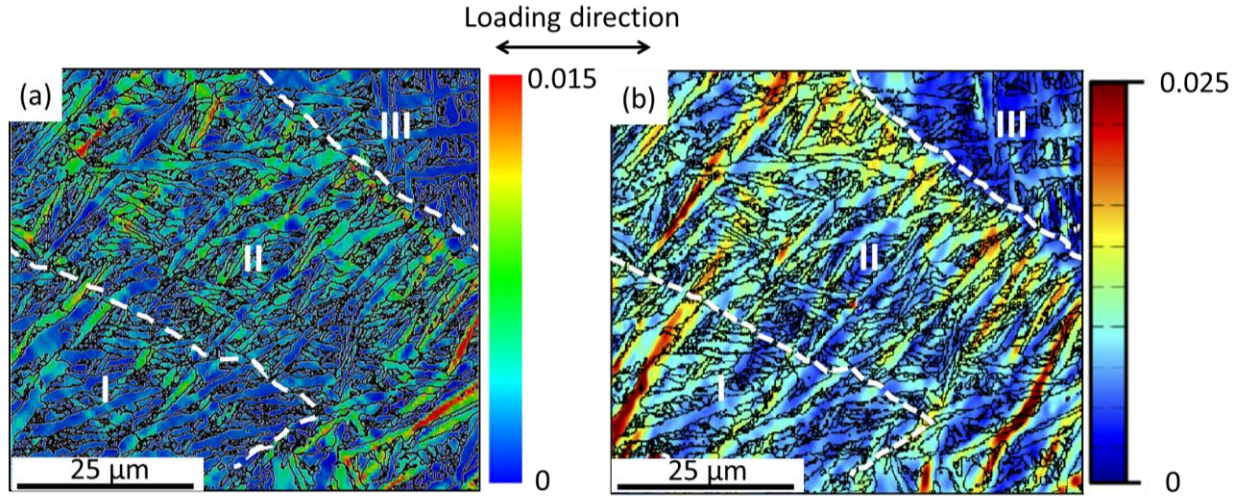 Loading direction
(a)
0.015
III
II
I
25 µm
0
(b)
0.025
III
II
I
25 µm
0